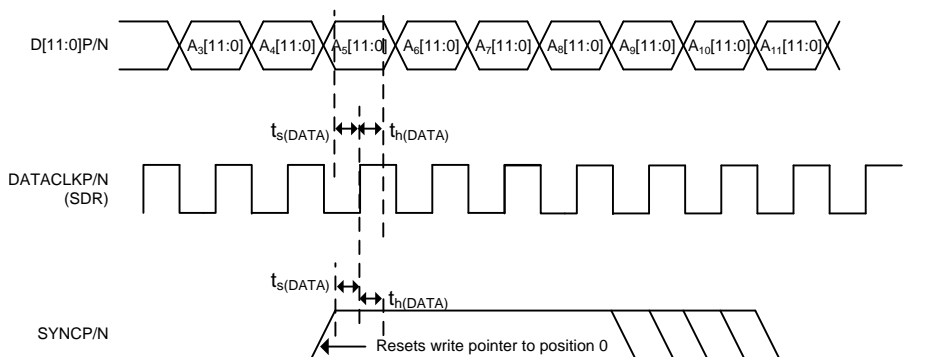 D[11:0]P/N
A3[11:0] A4[11:0] A5[11:0] A6[11:0] A7[11:0] A8[11:0] A9[11:0] A10[11:0] A11[11:0]
ts(DATA) th(DATA)
DATACLKP/N
(SDR)
ts(DATA)
th(DATA)
SYNCP/N
Resets write pointer to position 0